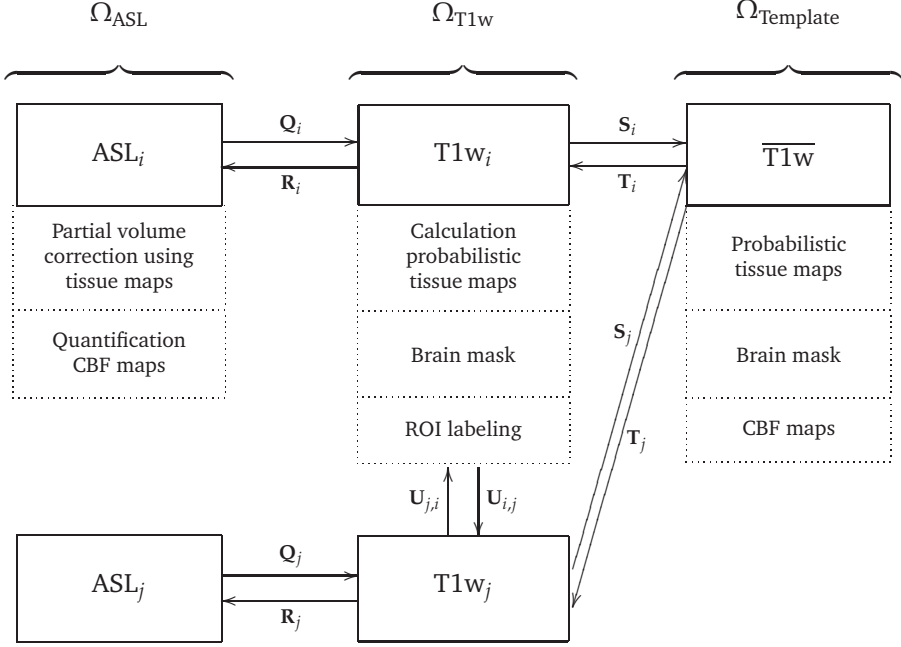 Ω_ASL
Ω_T1w
Ω_Template
ASL_i
Q_i
R_i
T1w_i
S_i
T_i
T1w̅
Partial volume
correction using
tissue maps
Quantification
CBF maps
Calculation
probabilistic
tissue maps
Brain mask
ROI labeling
Probabilistic
tissue maps
Brain mask
CBF maps
S_j
T_j
U_{j,i}
U_{i,j}
ASL_j
Q_j
R_j
T1w_j